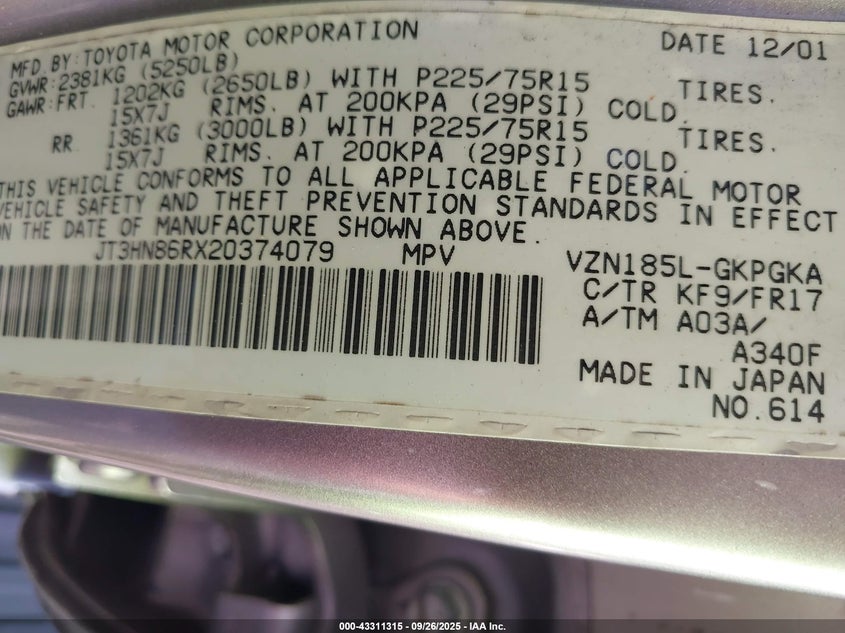 MFD BY: TOYOTA MOTOR CORPORATION DATE 12/01
GVWR: 2381KG (5250LB)
GAWR: FRT. 1202KG (2650LB) WITH P225/75R15 TIRES.
15X7J RIMS. AT 200KPA (29PSI) COLD.
RR. 1361KG (3000LB) WITH P225/75R15 TIRES.
15X7J RIMS. AT 200KPA (29PSI) COLD.
THIS VEHICLE CONFORMS TO ALL APPLICABLE FEDERAL MOTOR
VEHICLE SAFETY AND THEFT PREVENTION STANDARDS IN EFFECT
ON THE DATE OF MANUFACTURE SHOWN ABOVE.
JT3HN86RX20374079 MPV VZN185L-GKPGKA
C/TR KF9/FR17
A/TM A03A/
A340F
MADE IN JAPAN
NO.614
000-43311315 - 09/26/2025 - IAA Inc.